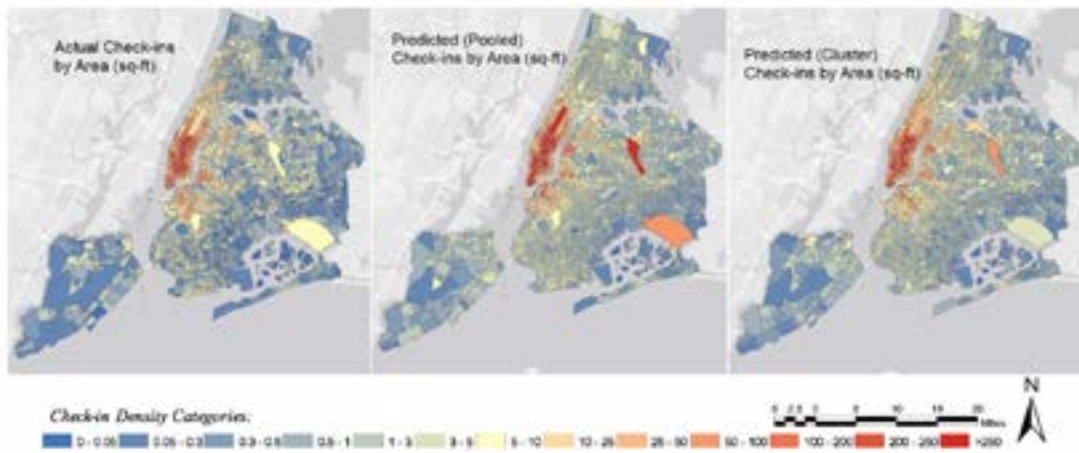 Actual Check-ins
by Area (sq-ft)
Predicted (Pooled)
Check-ins by Area (sq-ft)
Predicted (Cluster)
Check-ins by Area (sq-ft)
N
Check-in Density Categories:
Miles
0 - 0.05 0.05 - 0.3 0.3 - 0.5 0.5 - 1 1 - 3 3 - 5 5 - 10 10 - 25 25 - 50 50 - 100 100 - 200 200 - 250 >250